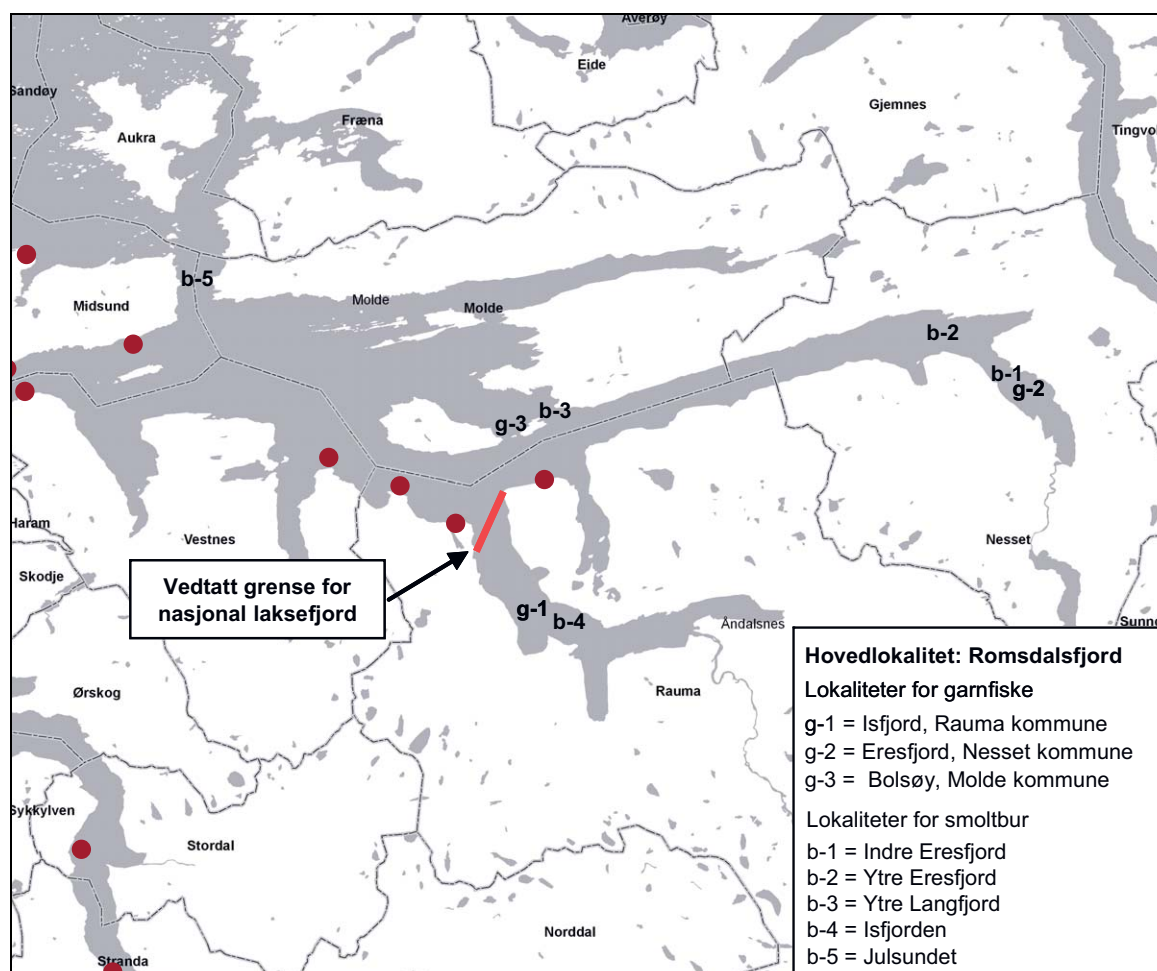 Averøy
Eide
Sandøy
Gjemnes
Aukra
Fræna
Tingvol
b-5
Midsund
Molde
Molde
b-2
b-1
g-2
b-3
g-3
Haram
Vestnes
Nesset
Skodje
Vedtatt grense for
nasjonal laksefjord
g-1
b-4
Åndalsnes
Sunnd
Ørskog
Rauma
Sykkylven
Stordal
Norddal
Stranda
Hovedlokalitet: Romsdalsfjord
Lokaliteter for garnfiske
g-1 = Isfjord, Rauma kommune
g-2 = Eresfjord, Nesset kommune
g-3 = Bolsøy, Molde kommune
Lokaliteter for smoltbur
b-1 = Indre Eresfjord
b-2 = Ytre Eresfjord
b-3 = Ytre Langfjord
b-4 = Isfjorden
b-5 = Julsundet